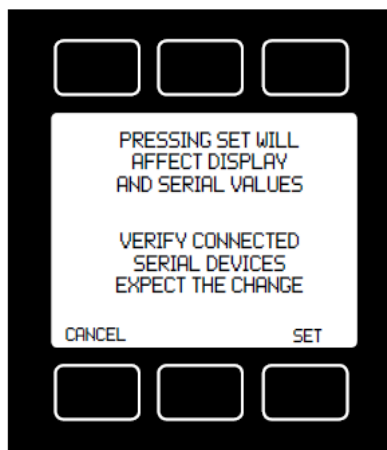 PRESSING SET WILL
AFFECT DISPLAY
AND SERIAL VALUES
VERIFY CONNECTED
SERIAL DEVICES
EXPECT THE CHANGE
CANCEL SET